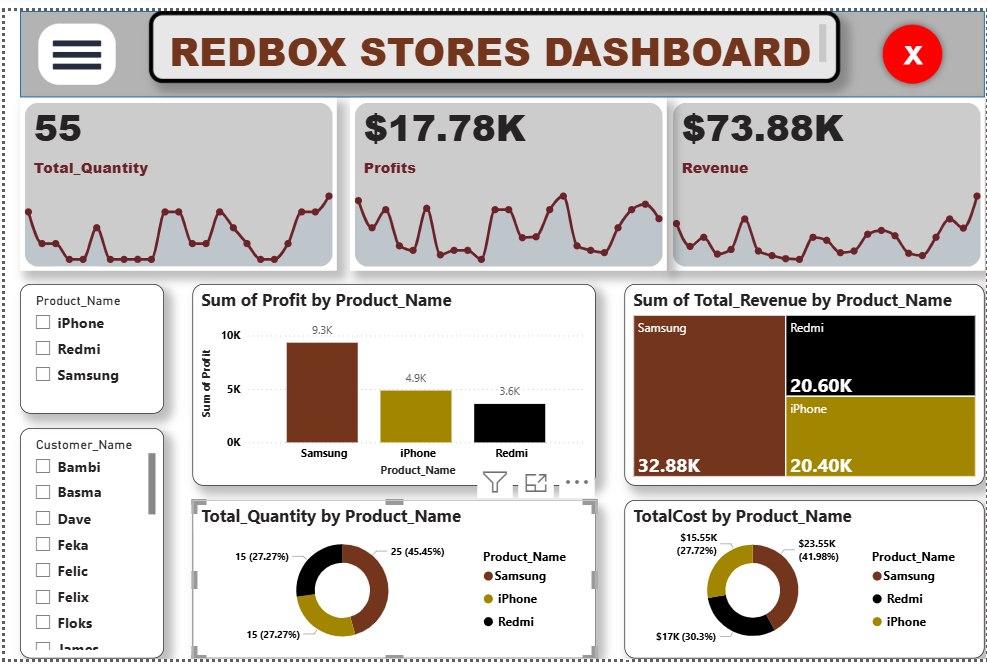 REDBOX STORES DASHBOARD
X
55
Total_Quantity
$17.78K
Profits
$73.88K
Revenue
Product_Name
iPhone
Redmi
Samsung
Customer_Name
Bambi
Basma
Dave
Feka
Felic
Felix
Floks
James
Sum of Profit by Product_Name
Sum of Profit
10K
5K
0K
9.3K
4.9K
3.6K
Samsung
iPhone
Redmi
Product_Name
Sum of Total_Revenue by Product_Name
Samsung
32.88K
Redmi
20.60K
iPhone
20.40K
Total_Quantity by Product_Name
15 (27.27%)
25 (45.45%)
15 (27.27%)
Product_Name
Samsung
iPhone
Redmi
TotalCost by Product_Name
$15.55K
(27.72%)
$23.55K
(41.98%)
$17K (30.3%)
Product_Name
Samsung
Redmi
iPhone